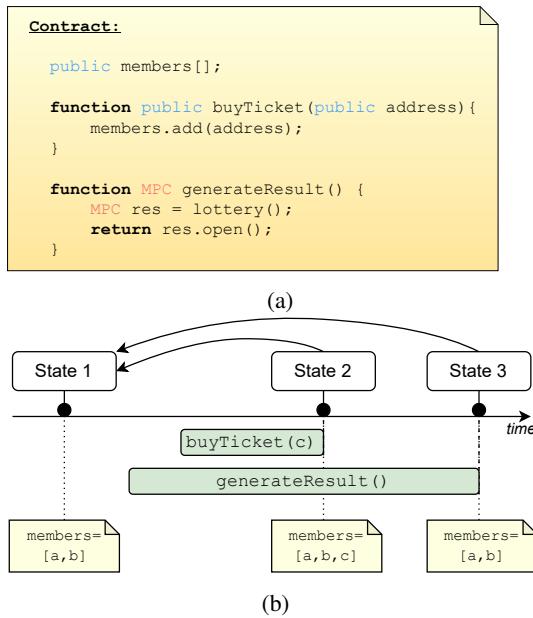 Contract:
public members[];
function public buyTicket(public address){
members.add(address);
}
function MPC generateResult() {
MPC res = lottery();
return res.open();
}
(a)
State 1
State 2
State 3
time
buyTicket(c)
generateResult()
members=
[a,b]
members=
[a,b,c]
members=
[a,b]
(b)